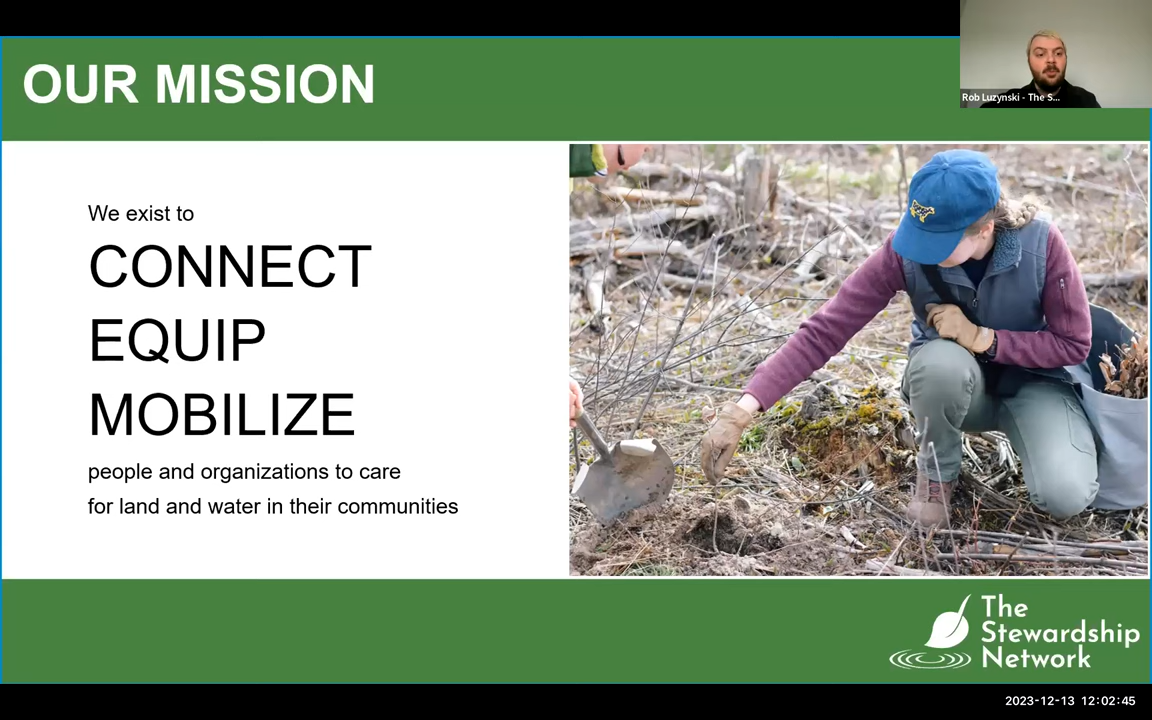 OUR MISSION
Rob Luzynski - The S...
We exist to
CONNECT
EQUIP
MOBILIZE
people and organizations to care
for land and water in their communities
The
Stewardship
Network
2023-12-13 12:02:45